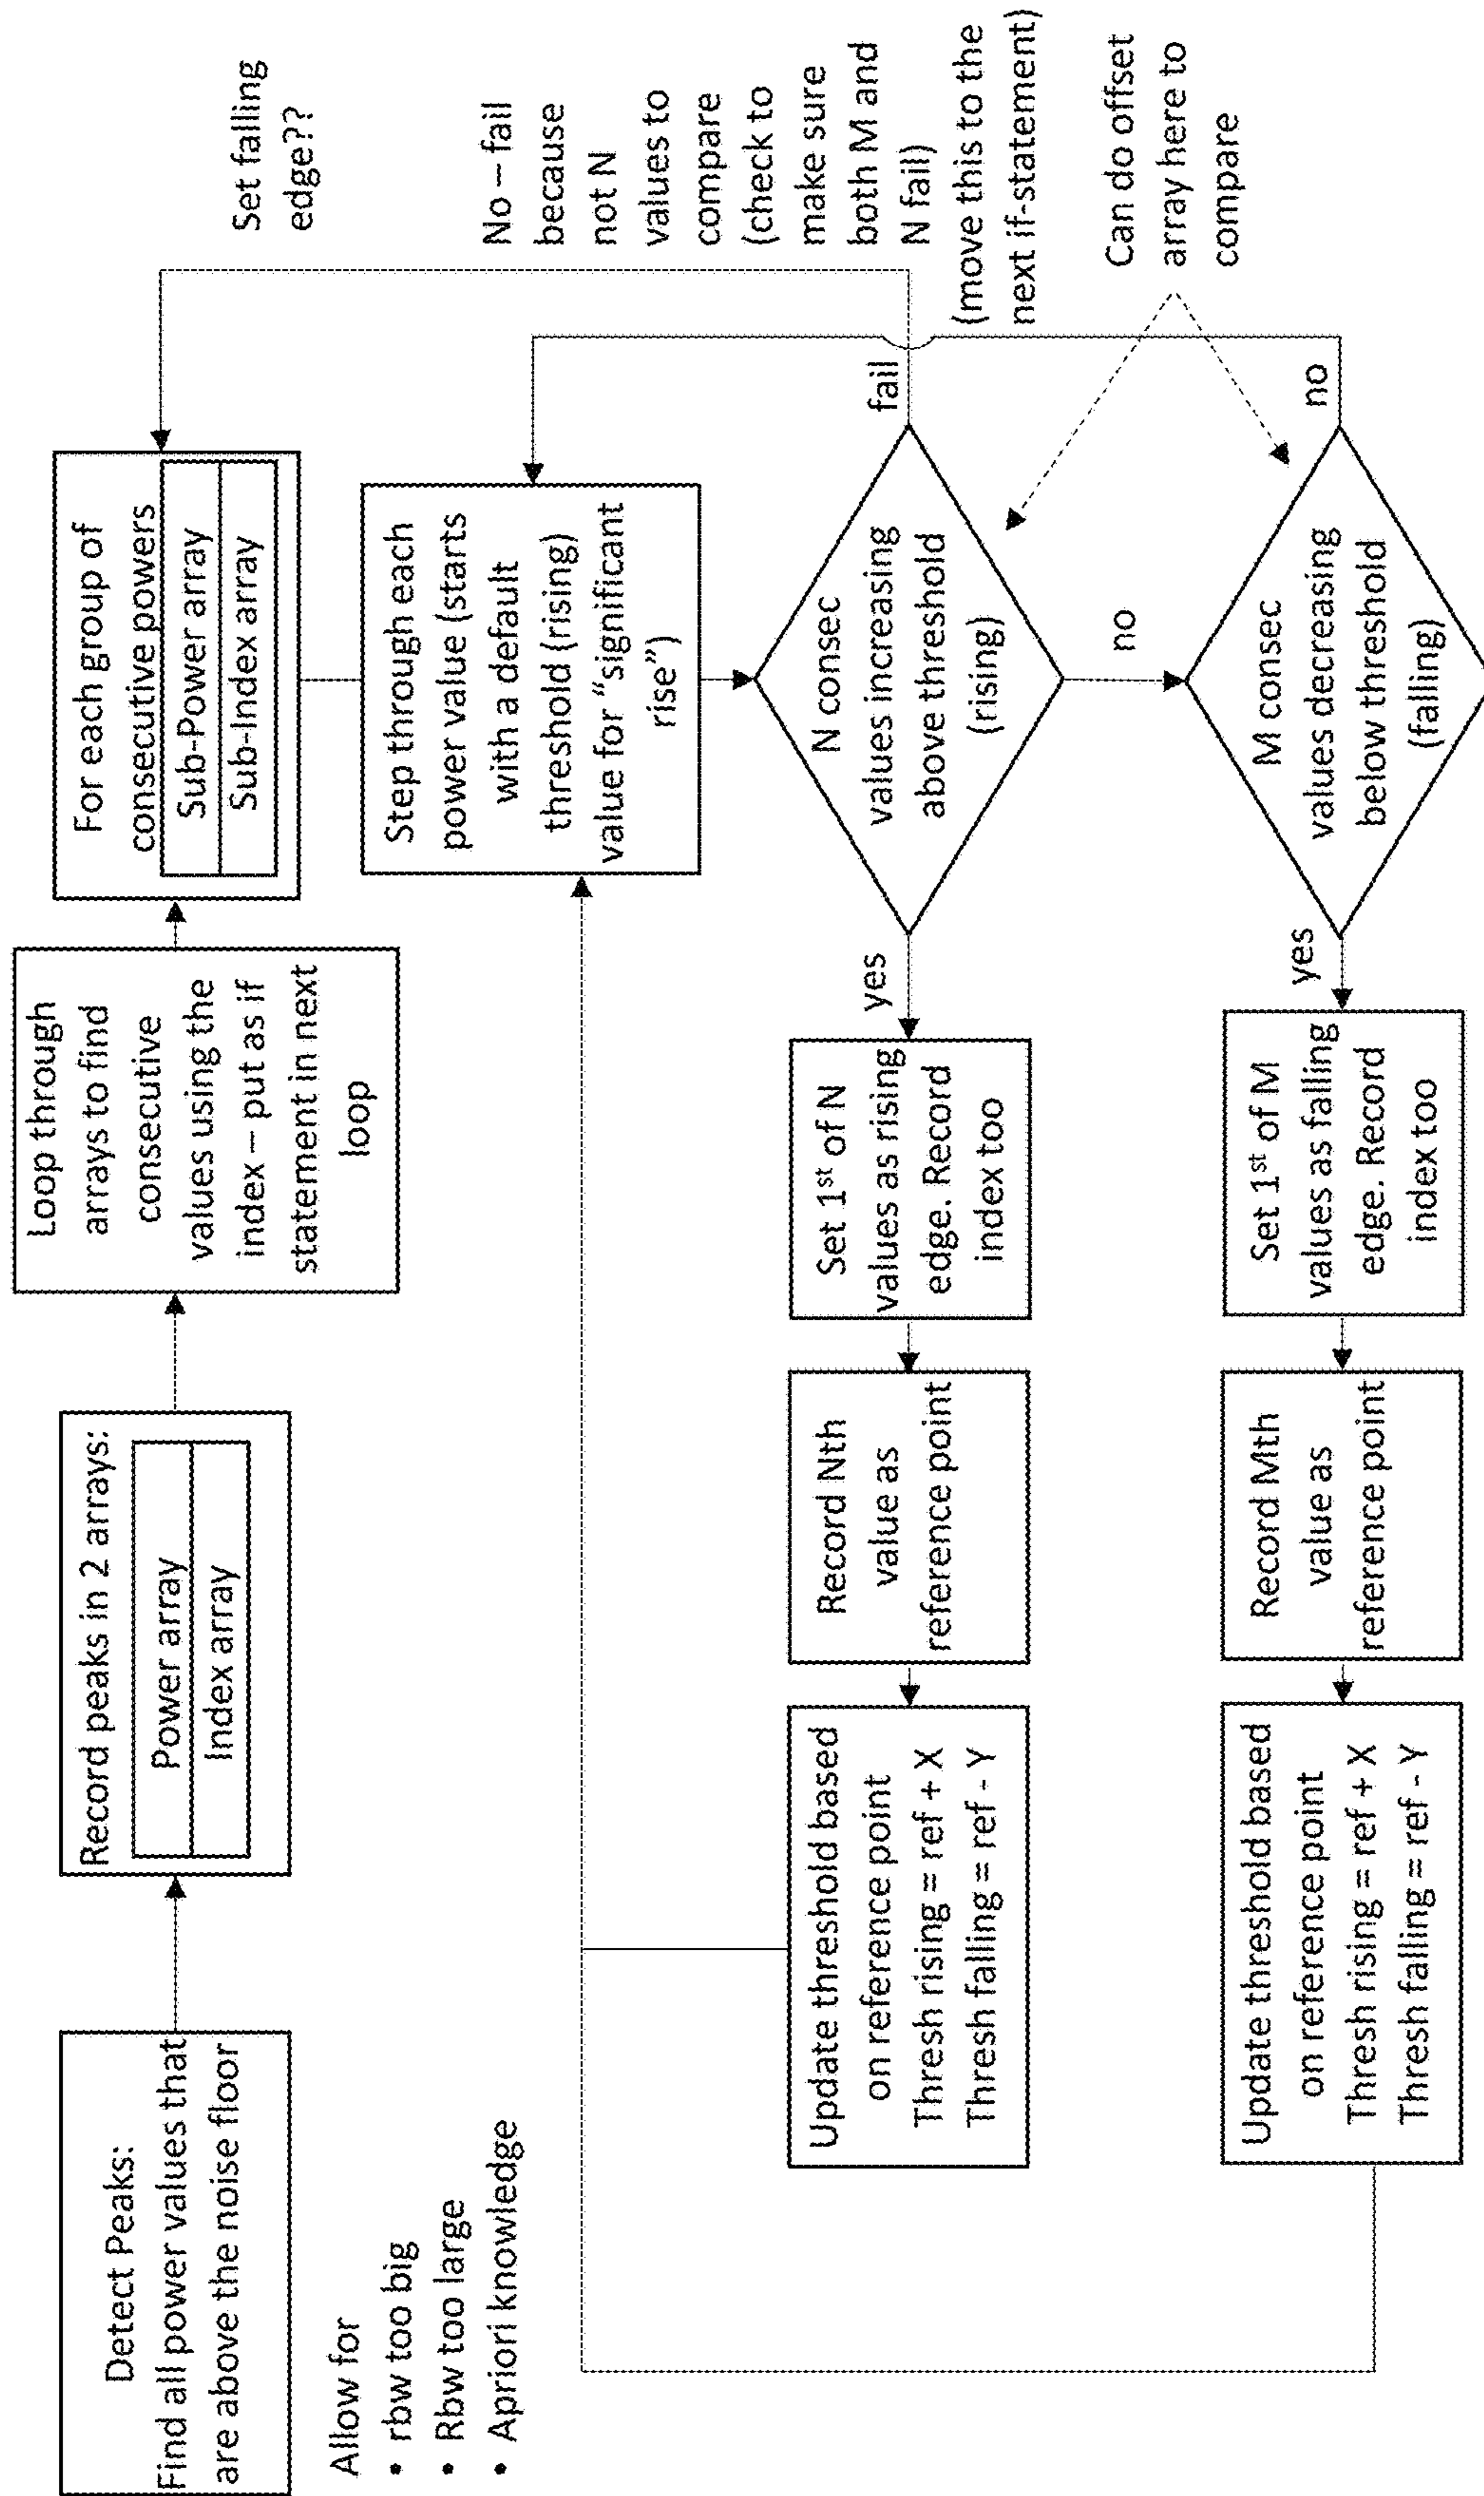 Detect Peaks:
Find all power values that
are above the noise floor
Record peaks in 2 arrays:
Power array
Index array
Loop through
arrays to find
consecutive
values using the
index – put as if
statement in next
loop
For each group of
consecutive powers
Sub-Power array
Sub-Index array
Set falling
edge??
Allow for
• rbw too big
• Rbw too large
• Apriori knowledge
Step through each
power value (starts
with a default
threshold (rising)
value for “significant
rise”)
No – fail
because
not N
values to
compare
(check to
make sure
both M and
N fail)
(move this to the
next if-statement)
N consec
values increasing
above threshold
(rising)
fail
yes
no
Set 1st of N
values as rising
edge. Record
index too
Record Nth
value as
reference point
Update threshold based
on reference point
Thresh rising = ref + X
Thresh falling = ref - Y
Can do offset
array here to
compare
M consec
values decreasing
below threshold
(falling)
no
yes
Set 1st of M
values as falling
edge. Record
index too
Record Mth
value as
reference point
Update threshold based
on reference point
Thresh rising = ref + X
Thresh falling = ref - Y